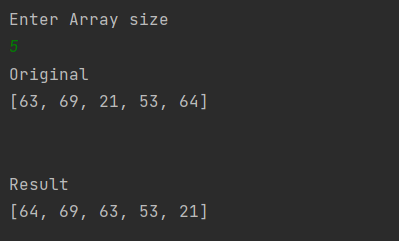 Enter Array size
5
Original
[63, 69, 21, 53, 64]
Result
[64, 69, 63, 53, 21]